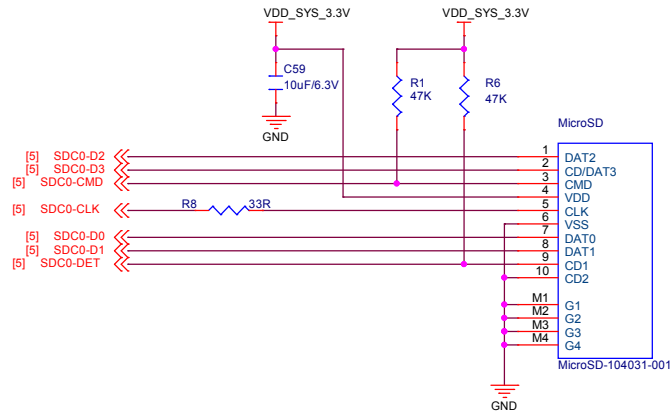 VDD_SYS_3.3V
VDD_SYS_3.3V
C59
10uF/6.3V
GND
R1
47K
R6
47K
MicroSD
[5] SDC0-D2
1 DAT2
[5] SDC0-D3
2 CD/DAT3
[5] SDC0-CMD
3 CMD
4 VDD
[5] SDC0-CLK
R8 33R
5 CLK
6 VSS
[5] SDC0-D0
7 DAT0
[5] SDC0-D1
8 DAT1
[5] SDC0-DET
9 CD1
10 CD2
M1 G1
M2 G2
M3 G3
M4 G4
MicroSD-104031-001
GND